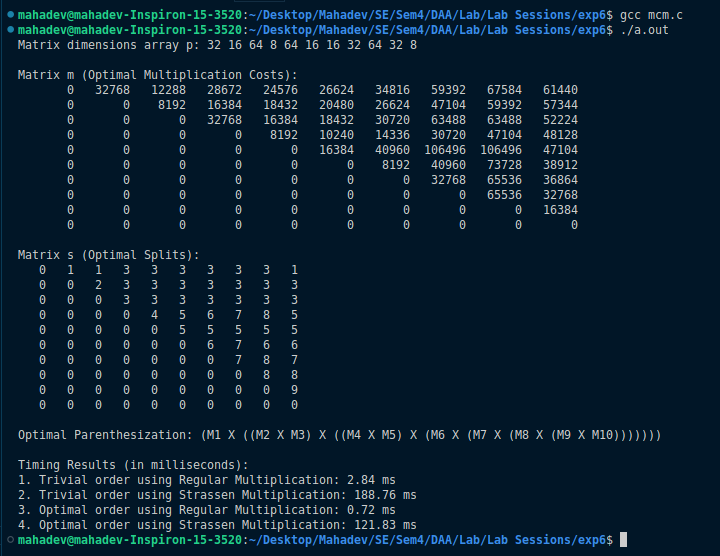 mahadev@mahadev-Inspiron-15-3520:~/Desktop/Mahadev/SE/Sem4/DAA/Lab/Lab Sessions/exp6$ gcc mcm.c
mahadev@mahadev-Inspiron-15-3520:~/Desktop/Mahadev/SE/Sem4/DAA/Lab/Lab Sessions/exp6$ ./a.out
Matrix dimensions array p: 32 16 64 8 64 16 16 32 64 32 8
Matrix m (Optimal Multiplication Costs):
0 32768 12288 28672 24576 26624 34816 59392 67584 61440
0 0 8192 16384 18432 20480 26624 47104 59392 57344
0 0 0 32768 16384 18432 30720 63488 63488 52224
0 0 0 0 8192 10240 14336 30720 47104 48128
0 0 0 0 0 16384 40960 106496 106496 47104
0 0 0 0 0 0 8192 40960 73728 38912
0 0 0 0 0 0 0 32768 65536 36864
0 0 0 0 0 0 0 0 65536 32768
0 0 0 0 0 0 0 0 0 16384
0 0 0 0 0 0 0 0 0 0
Matrix s (Optimal Splits):
0 1 1 3 3 3 3 3 3 1
0 0 2 3 3 3 3 3 3 3
0 0 0 3 3 3 3 3 3 3
0 0 0 0 4 5 6 7 8 5
0 0 0 0 0 5 5 5 5 5
0 0 0 0 0 0 6 7 6 6
0 0 0 0 0 0 0 7 8 7
0 0 0 0 0 0 0 0 8 8
0 0 0 0 0 0 0 0 0 9
0 0 0 0 0 0 0 0 0 0
Optimal Parenthesization: (M1 X ((M2 X M3) X ((M4 X M5) X (M6 X (M7 X (M8 X (M9 X M10)))))))
Timing Results (in milliseconds):
1. Trivial order using Regular Multiplication: 2.84 ms
2. Trivial order using Strassen Multiplication: 188.76 ms
3. Optimal order using Regular Multiplication: 0.72 ms
4. Optimal order using Strassen Multiplication: 121.83 ms
mahadev@mahadev-Inspiron-15-3520:~/Desktop/Mahadev/SE/Sem4/DAA/Lab/Lab Sessions/exp6$